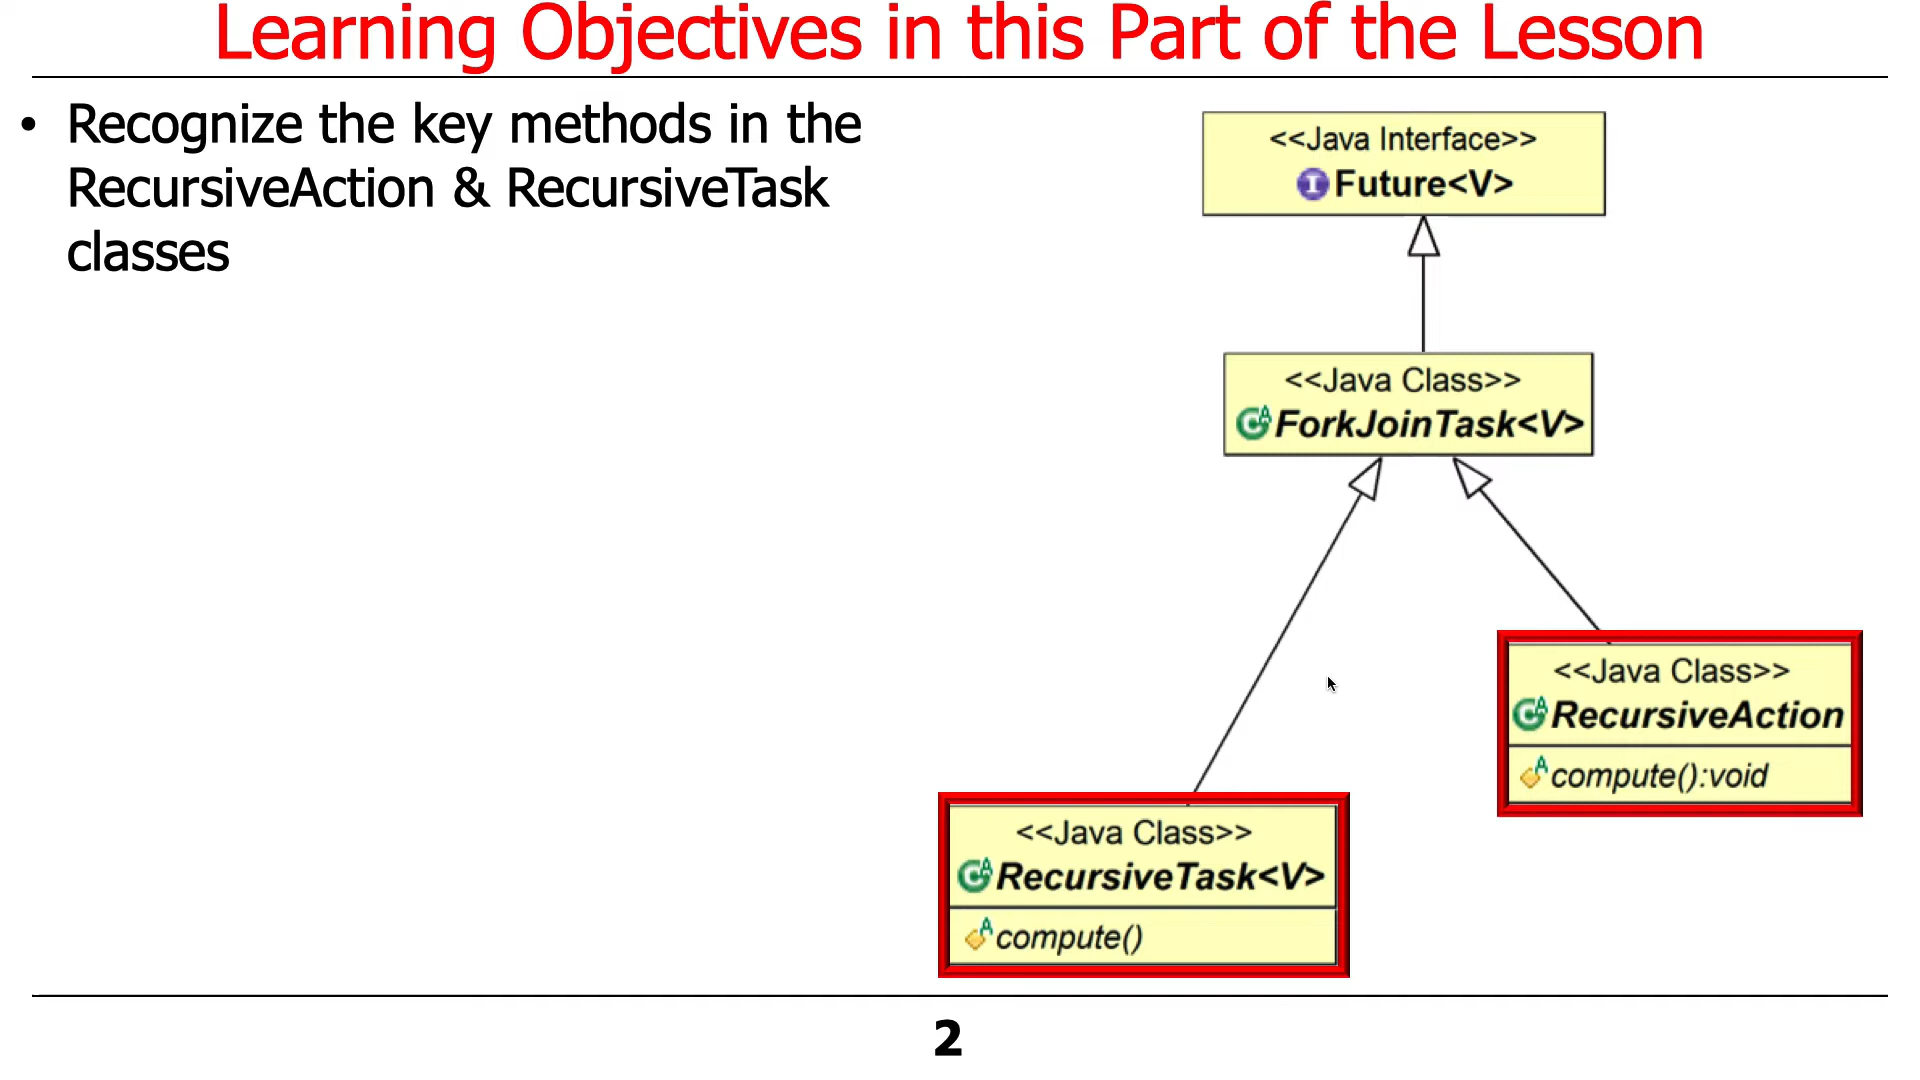 Learning Objectives in this Part of the Lesson
• Recognize the key methods in the
RecursiveAction & RecursiveTask
classes
<<Java Interface>>
Future<V>
<<Java Class>>
ForkJoinTask<V>
<<Java Class>>
RecursiveAction
compute():void
<<Java Class>>
RecursiveTask<V>
compute()
2